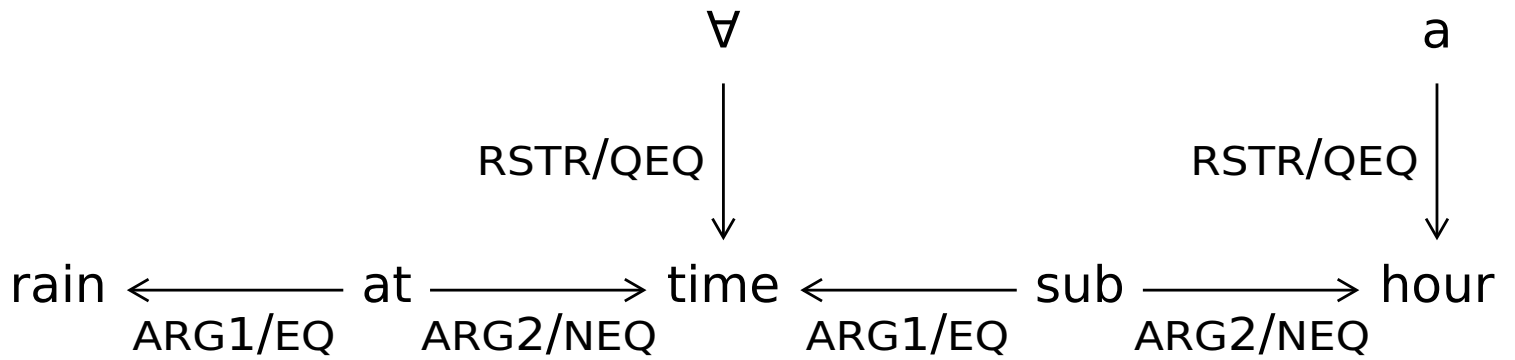 ∀ a
RSTR/QEQ RSTR/QEQ
rain at time sub hour
ARG1/EQ ARG2/NEQ ARG1/EQ ARG2/NEQ